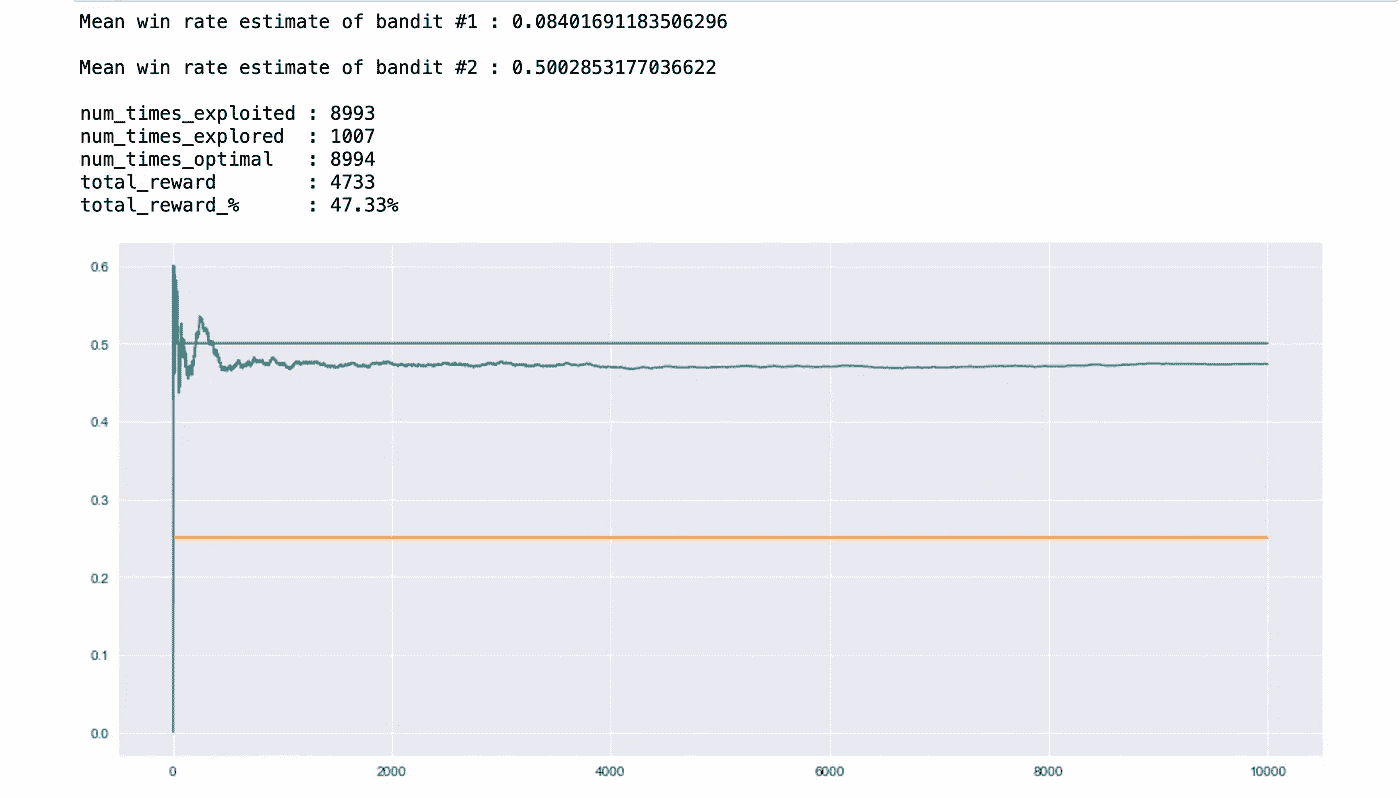 Mean win rate estimate of bandit #1 : 0.08401691183506296
Mean win rate estimate of bandit #2 : 0.5002853177036622
num_times_exploited : 8993
num_times_explored : 1007
num_times_optimal : 8994
total_reward : 4733
total_reward_% : 47.33%
0.6
0.5
0.4
0.3
0.2
0.1
0.0
0 2000 4000 6000 8000 10000